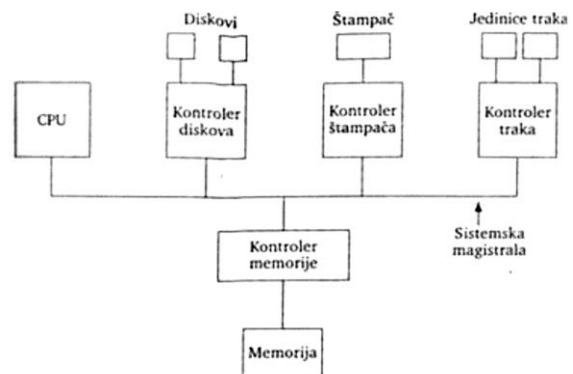 Diskovi
Štampač
Jedinice traka
CPU
Kontroler
diskova
Kontroler
štampača
Kontroler
traka
Sistemska
magistrala
Kontroler
memorije
Memorija